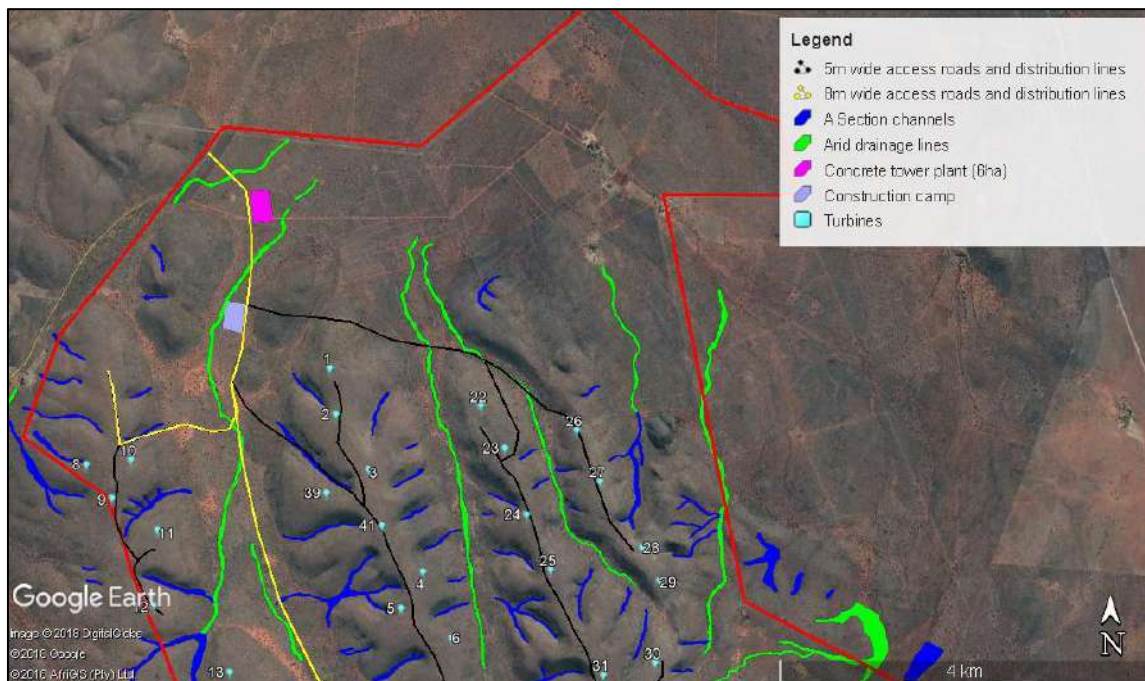 Legend
5m wide access roads and distribution lines
8m wide access roads and distribution lines
A Section channels
Arid drainage lines
Concrete tower plant (6ha)
Construction camp
Turbines
1
2
22
26
10
23
8
3
27
39
9
24
11
41
28
25
4
29
12
5
6
30
13
31
Google Earth
Image © 2018 DigitalGlobe
© 2018 Google
© 2018 AfriGIS (Pty) Ltd.
N
4 km